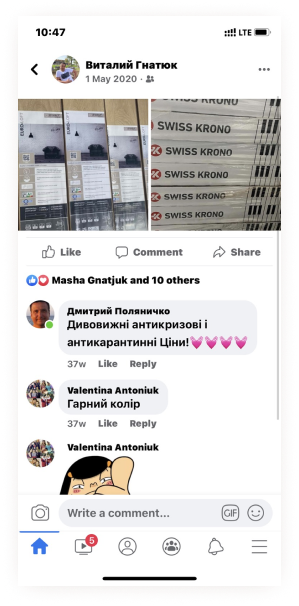 10:47
LTE
Виталий Гнатюк
1 May 2020
SWISS KRONO
SWISS KRONO
SWISS KRONO
SWISS KRONO
SWISS KRONO
SWISS KRONO
Like
Comment
Share
Masha Gnatjuk and 10 others
Дмитрий Поляничко
Дивовижні антикризові і
антикарантинні Ціни!💓💓💓💓
37w Like Reply
Valentina Antoniuk
Гарний колір
37w Like Reply
Valentina Antoniuk
Write a comment...
GIF
5